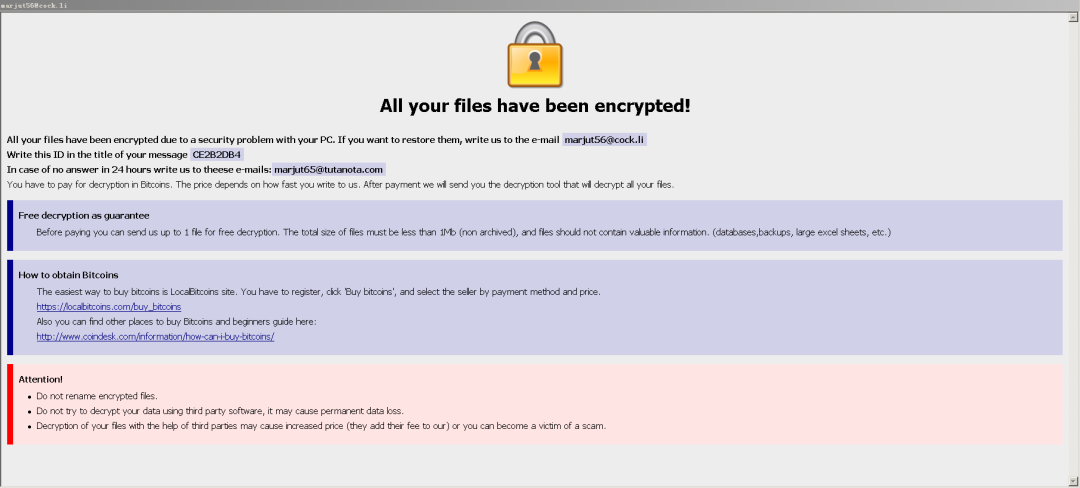 marjut56@cock.li
All your files have been encrypted!
All your files have been encrypted due to a security problem with your PC. If you want to restore them, write us to the e-mail marjut56@cock.li
Write this ID in the title of your message CE2B2DB4
In case of no answer in 24 hours write us to theese e-mails: marjut65@tutanota.com
You have to pay for decryption in Bitcoins. The price depends on how fast you write to us. After payment we will send you the decryption tool that will decrypt all your files.
Free decryption as guarantee
Before paying you can send us up to 1 file for free decryption. The total size of files must be less than 1Mb (non archived), and files should not contain valuable information. (databases,backups, large excel sheets, etc.)
How to obtain Bitcoins
The easiest way to buy bitcoins is LocalBitcoins site. You have to register, click 'Buy bitcoins', and select the seller by payment method and price.
https://localbitcoins.com/buy_bitcoins
Also you can find other places to buy Bitcoins and beginners guide here:
http://www.coindesk.com/information/how-can-i-buy-bitcoins/
Attention!
• Do not rename encrypted files.
• Do not try to decrypt your data using third party software, it may cause permanent data loss.
• Decryption of your files with the help of third parties may cause increased price (they add their fee to our) or you can become a victim of a scam.